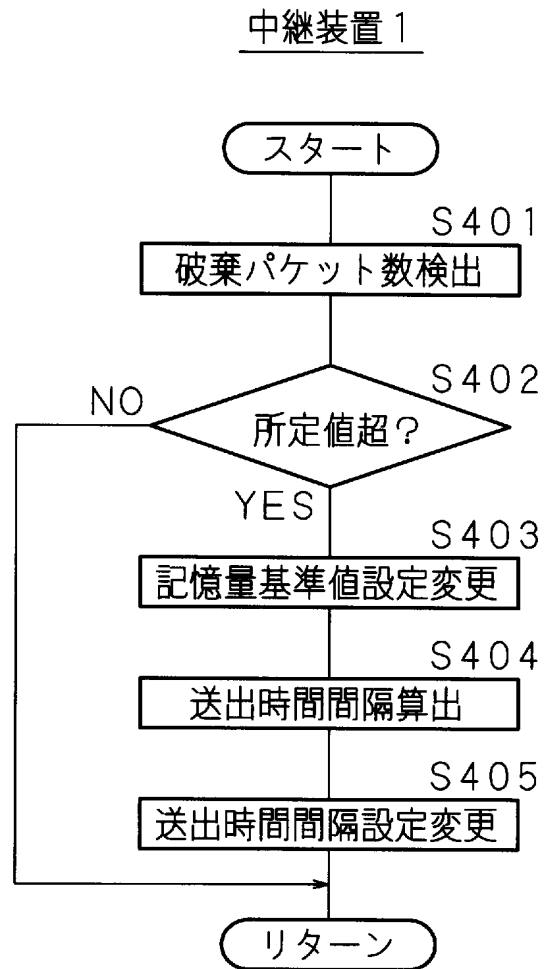 中継装置1
スタート
S401
破棄パケット数検出
S402
NO
所定値超?
YES
S403
記憶量基準値設定変更
S404
送出時間間隔算出
S405
送出時間間隔設定変更
リターン